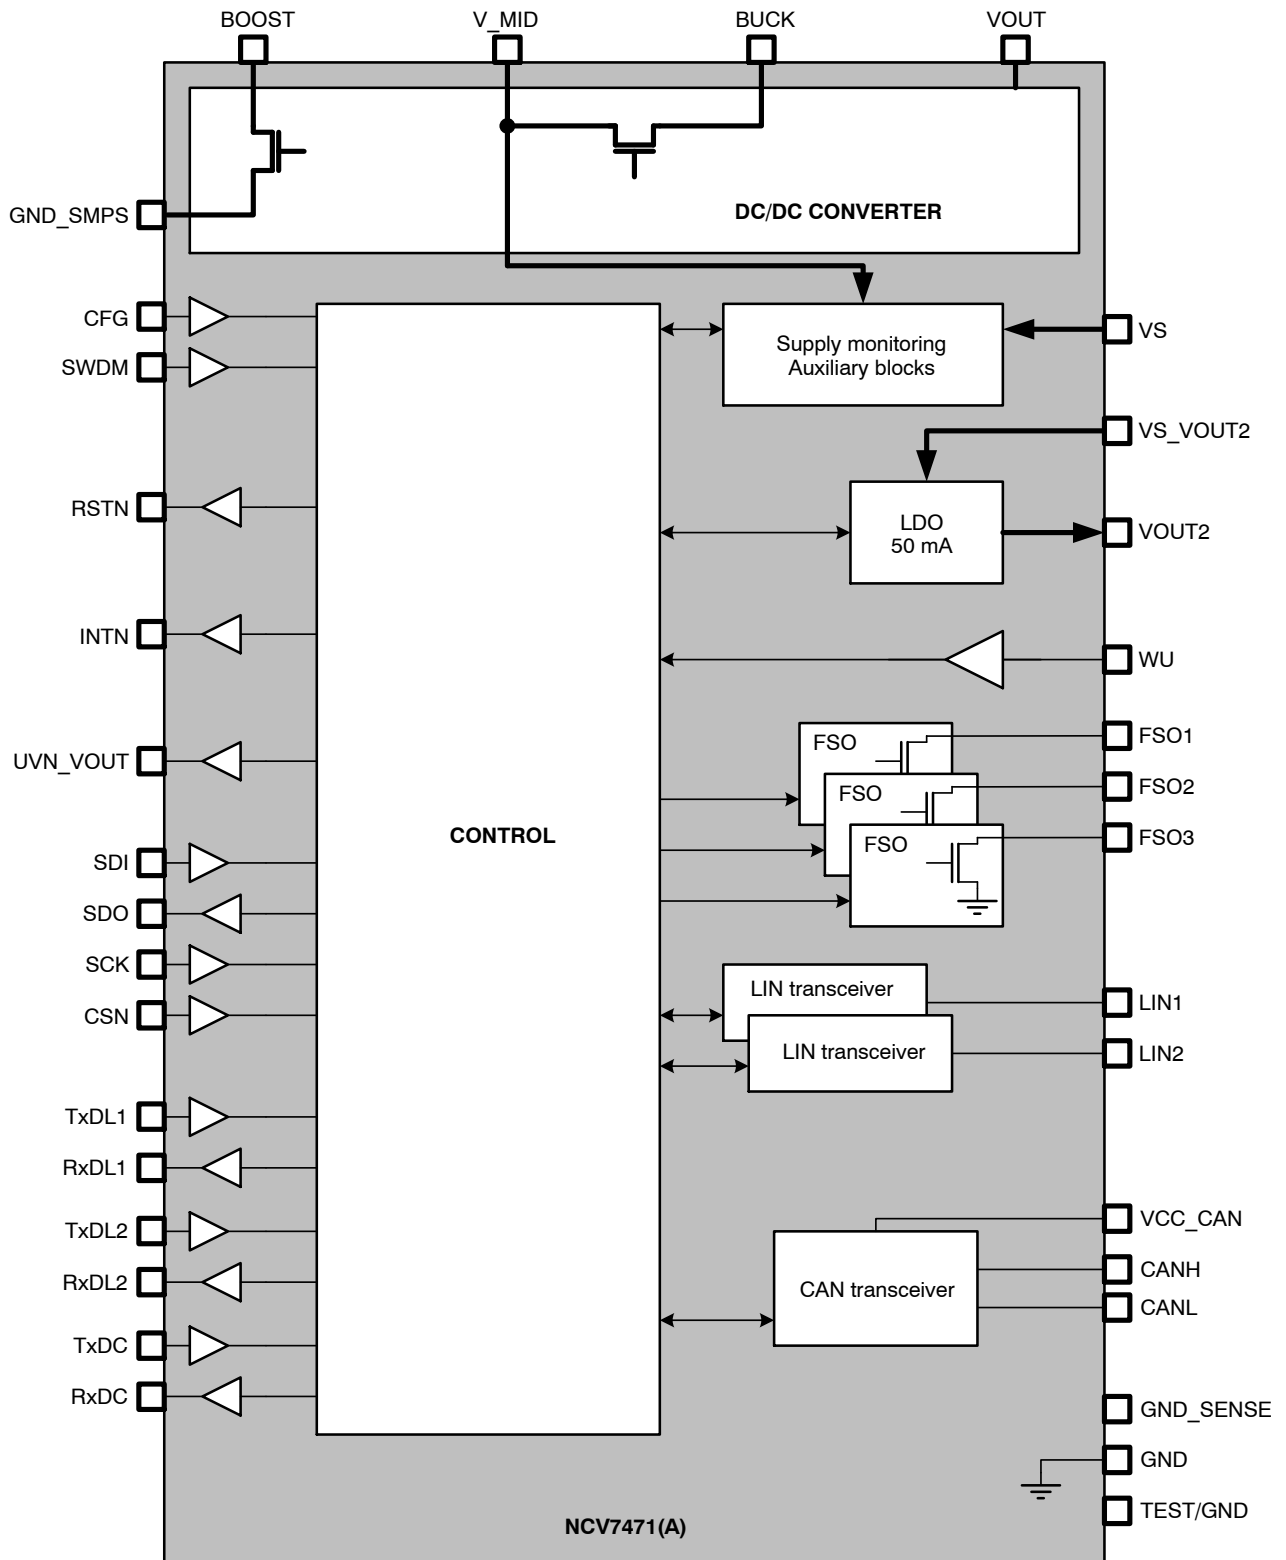 BOOST
V_MID
BUCK
VOUT
GND_SMPS
DC/DC CONVERTER
CFG
SWDM
Supply monitoring
Auxiliary blocks
VS
VS_VOUT2
RSTN
LDO
50 mA
VOUT2
INTN
WU
UVN_VOUT
FSO
FSO1
FSO
FSO2
CONTROL
FSO
FSO3
SDI
SDO
SCK
CSN
LIN transceiver
LIN1
LIN transceiver
LIN2
TxDL1
RxDL1
TxDL2
RxDL2
TxDC
RxDC
VCC_CAN
CAN transceiver
CANH
CANL
GND_SENSE
GND
TEST/GND
NCV7471(A)